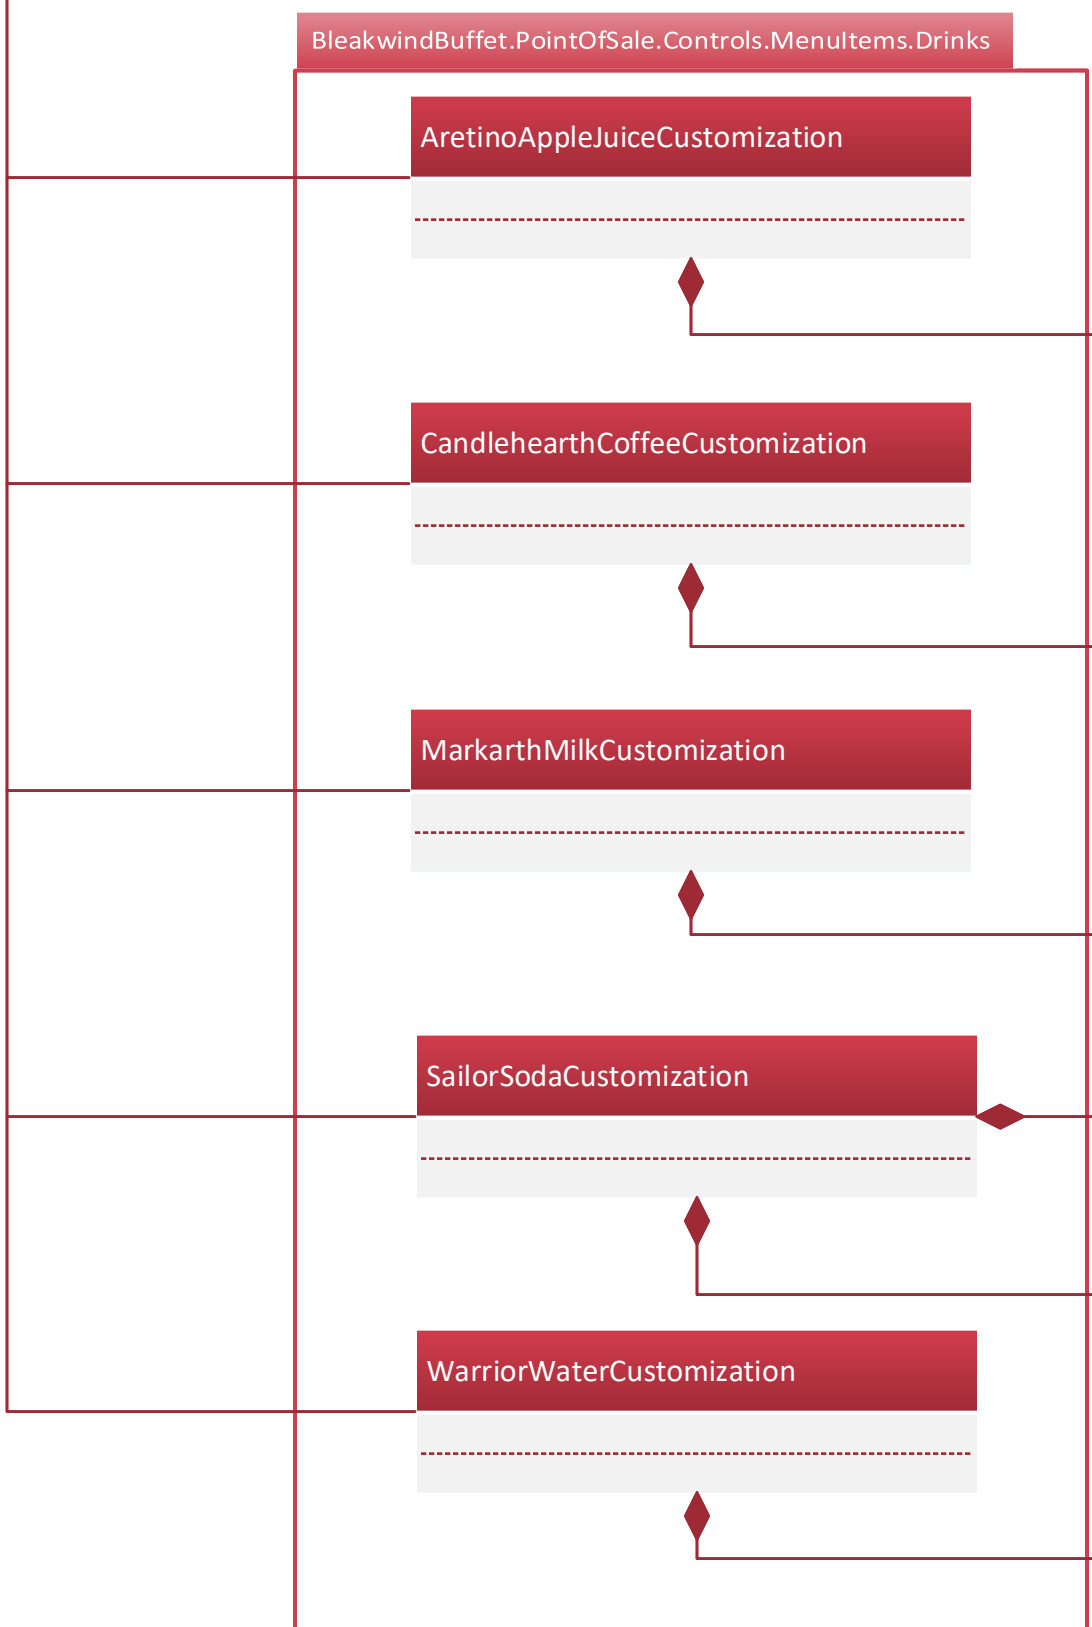 BleakwindBuffet.PointOfSale.Controls.MenuItems.Drinks
AretinoAppleJuiceCustomization
CandlehearthCoffeeCustomization
MarkarthMilkCustomization
SailorSodaCustomization
WarriorWaterCustomization